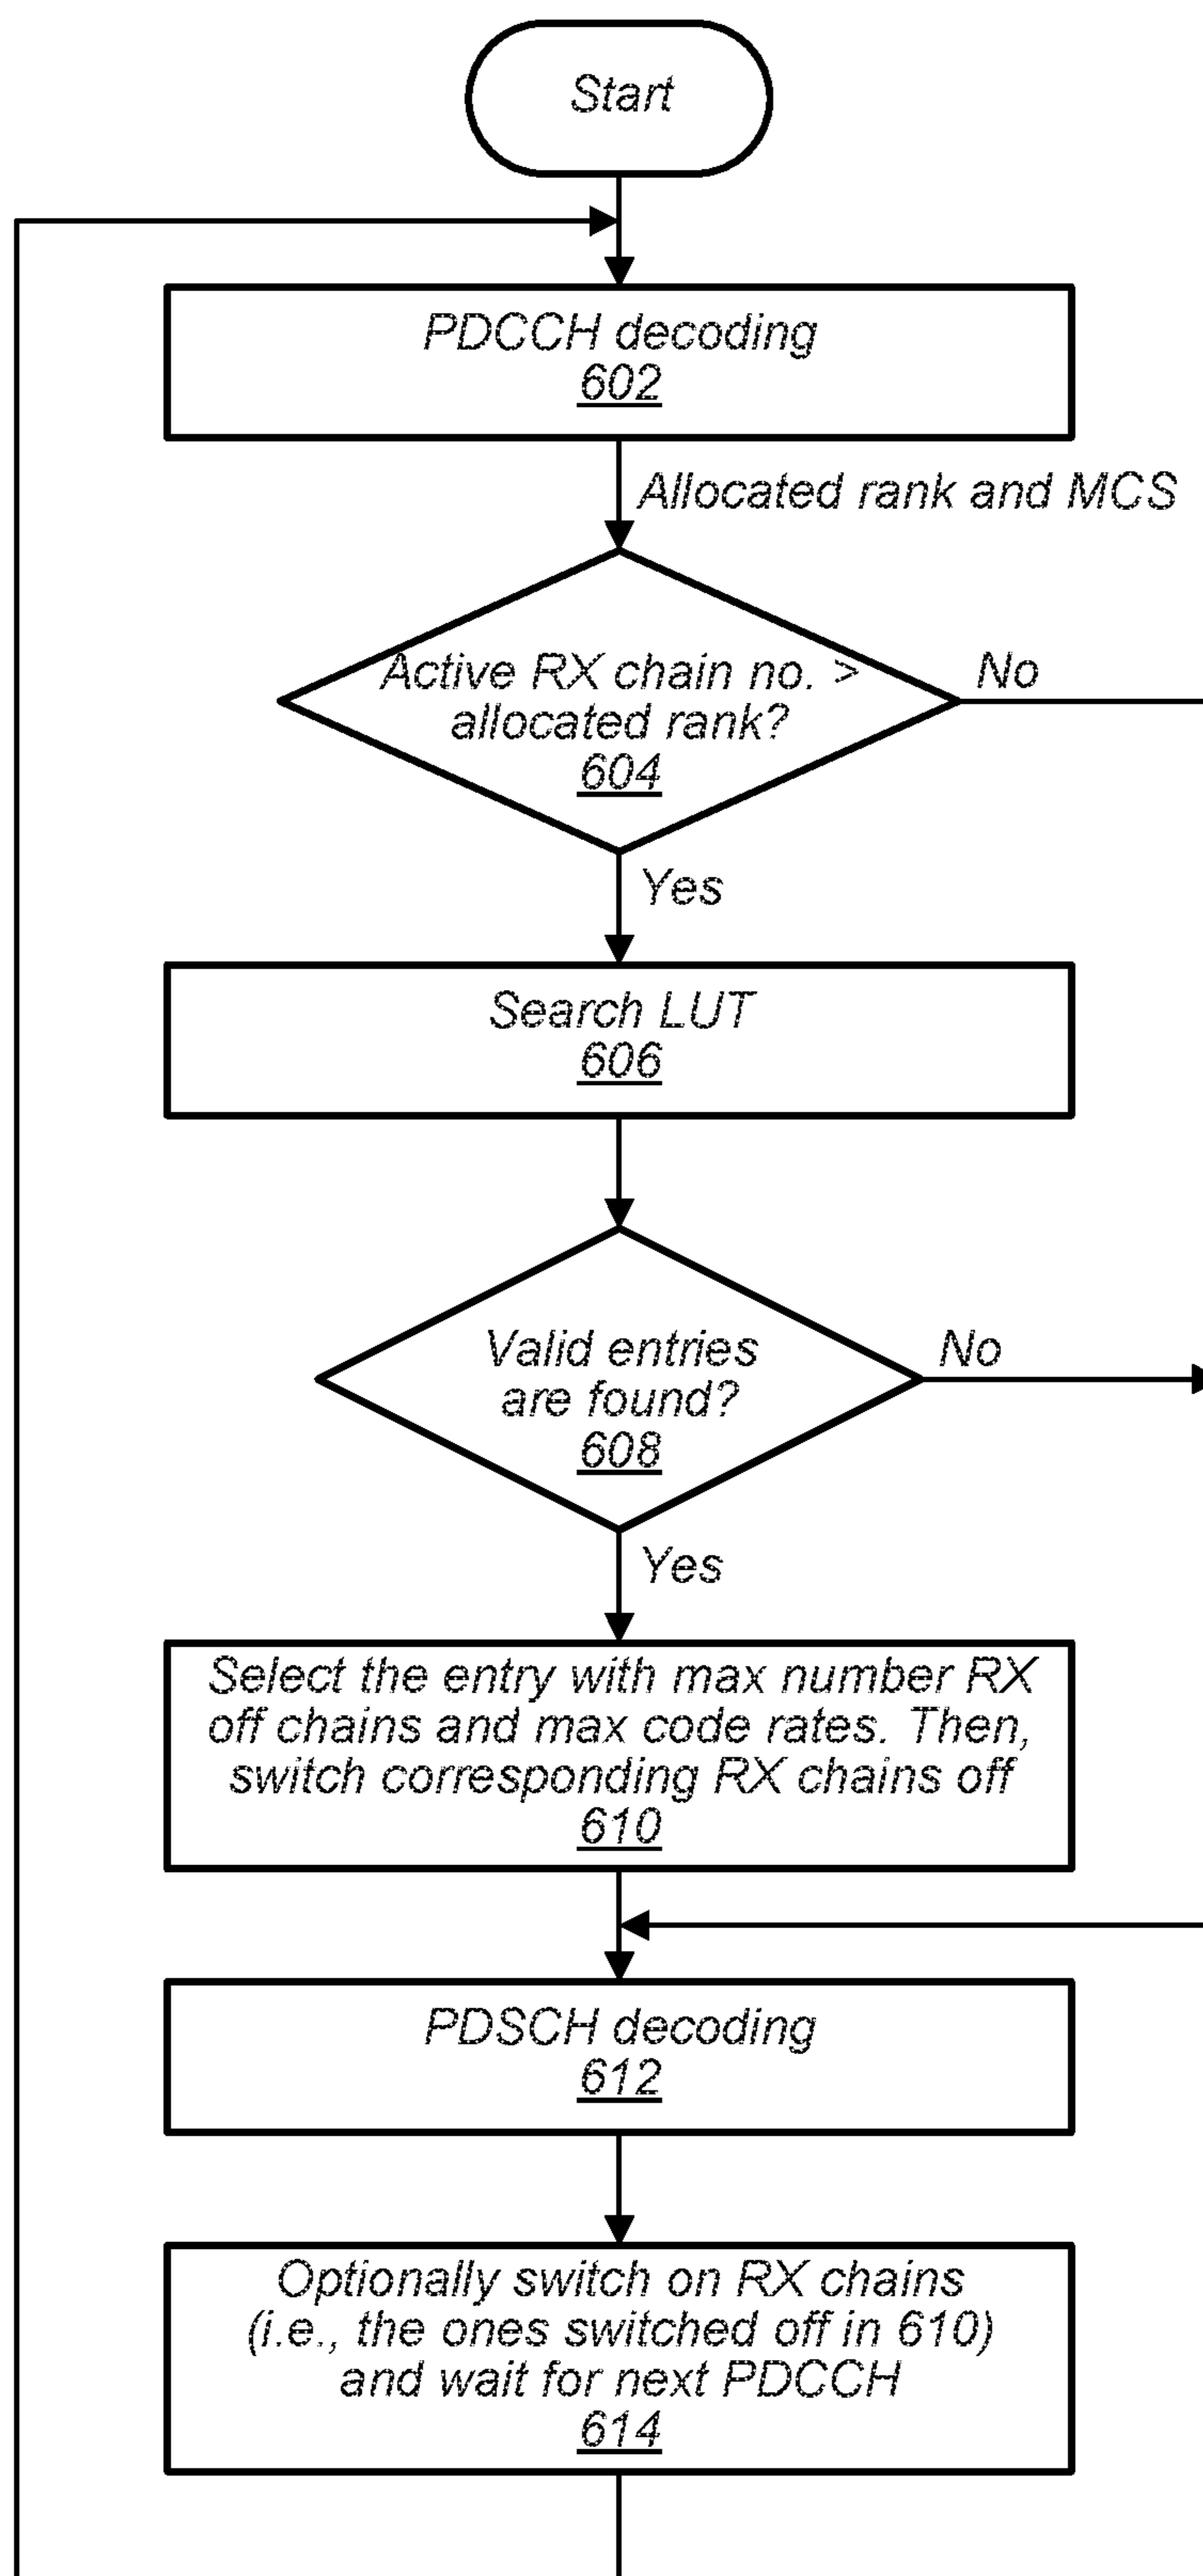 Start
PDCCH decoding
602
Allocated rank and MCS
Active RX chain no. >
allocated rank?
604
No
Yes
Search LUT
606
Valid entries
are found?
608
No
Yes
Select the entry with max number RX
off chains and max code rates. Then,
switch corresponding RX chains off
610
PDSCH decoding
612
Optionally switch on RX chains
(i.e., the ones switched off in 610)
and wait for next PDCCH
614